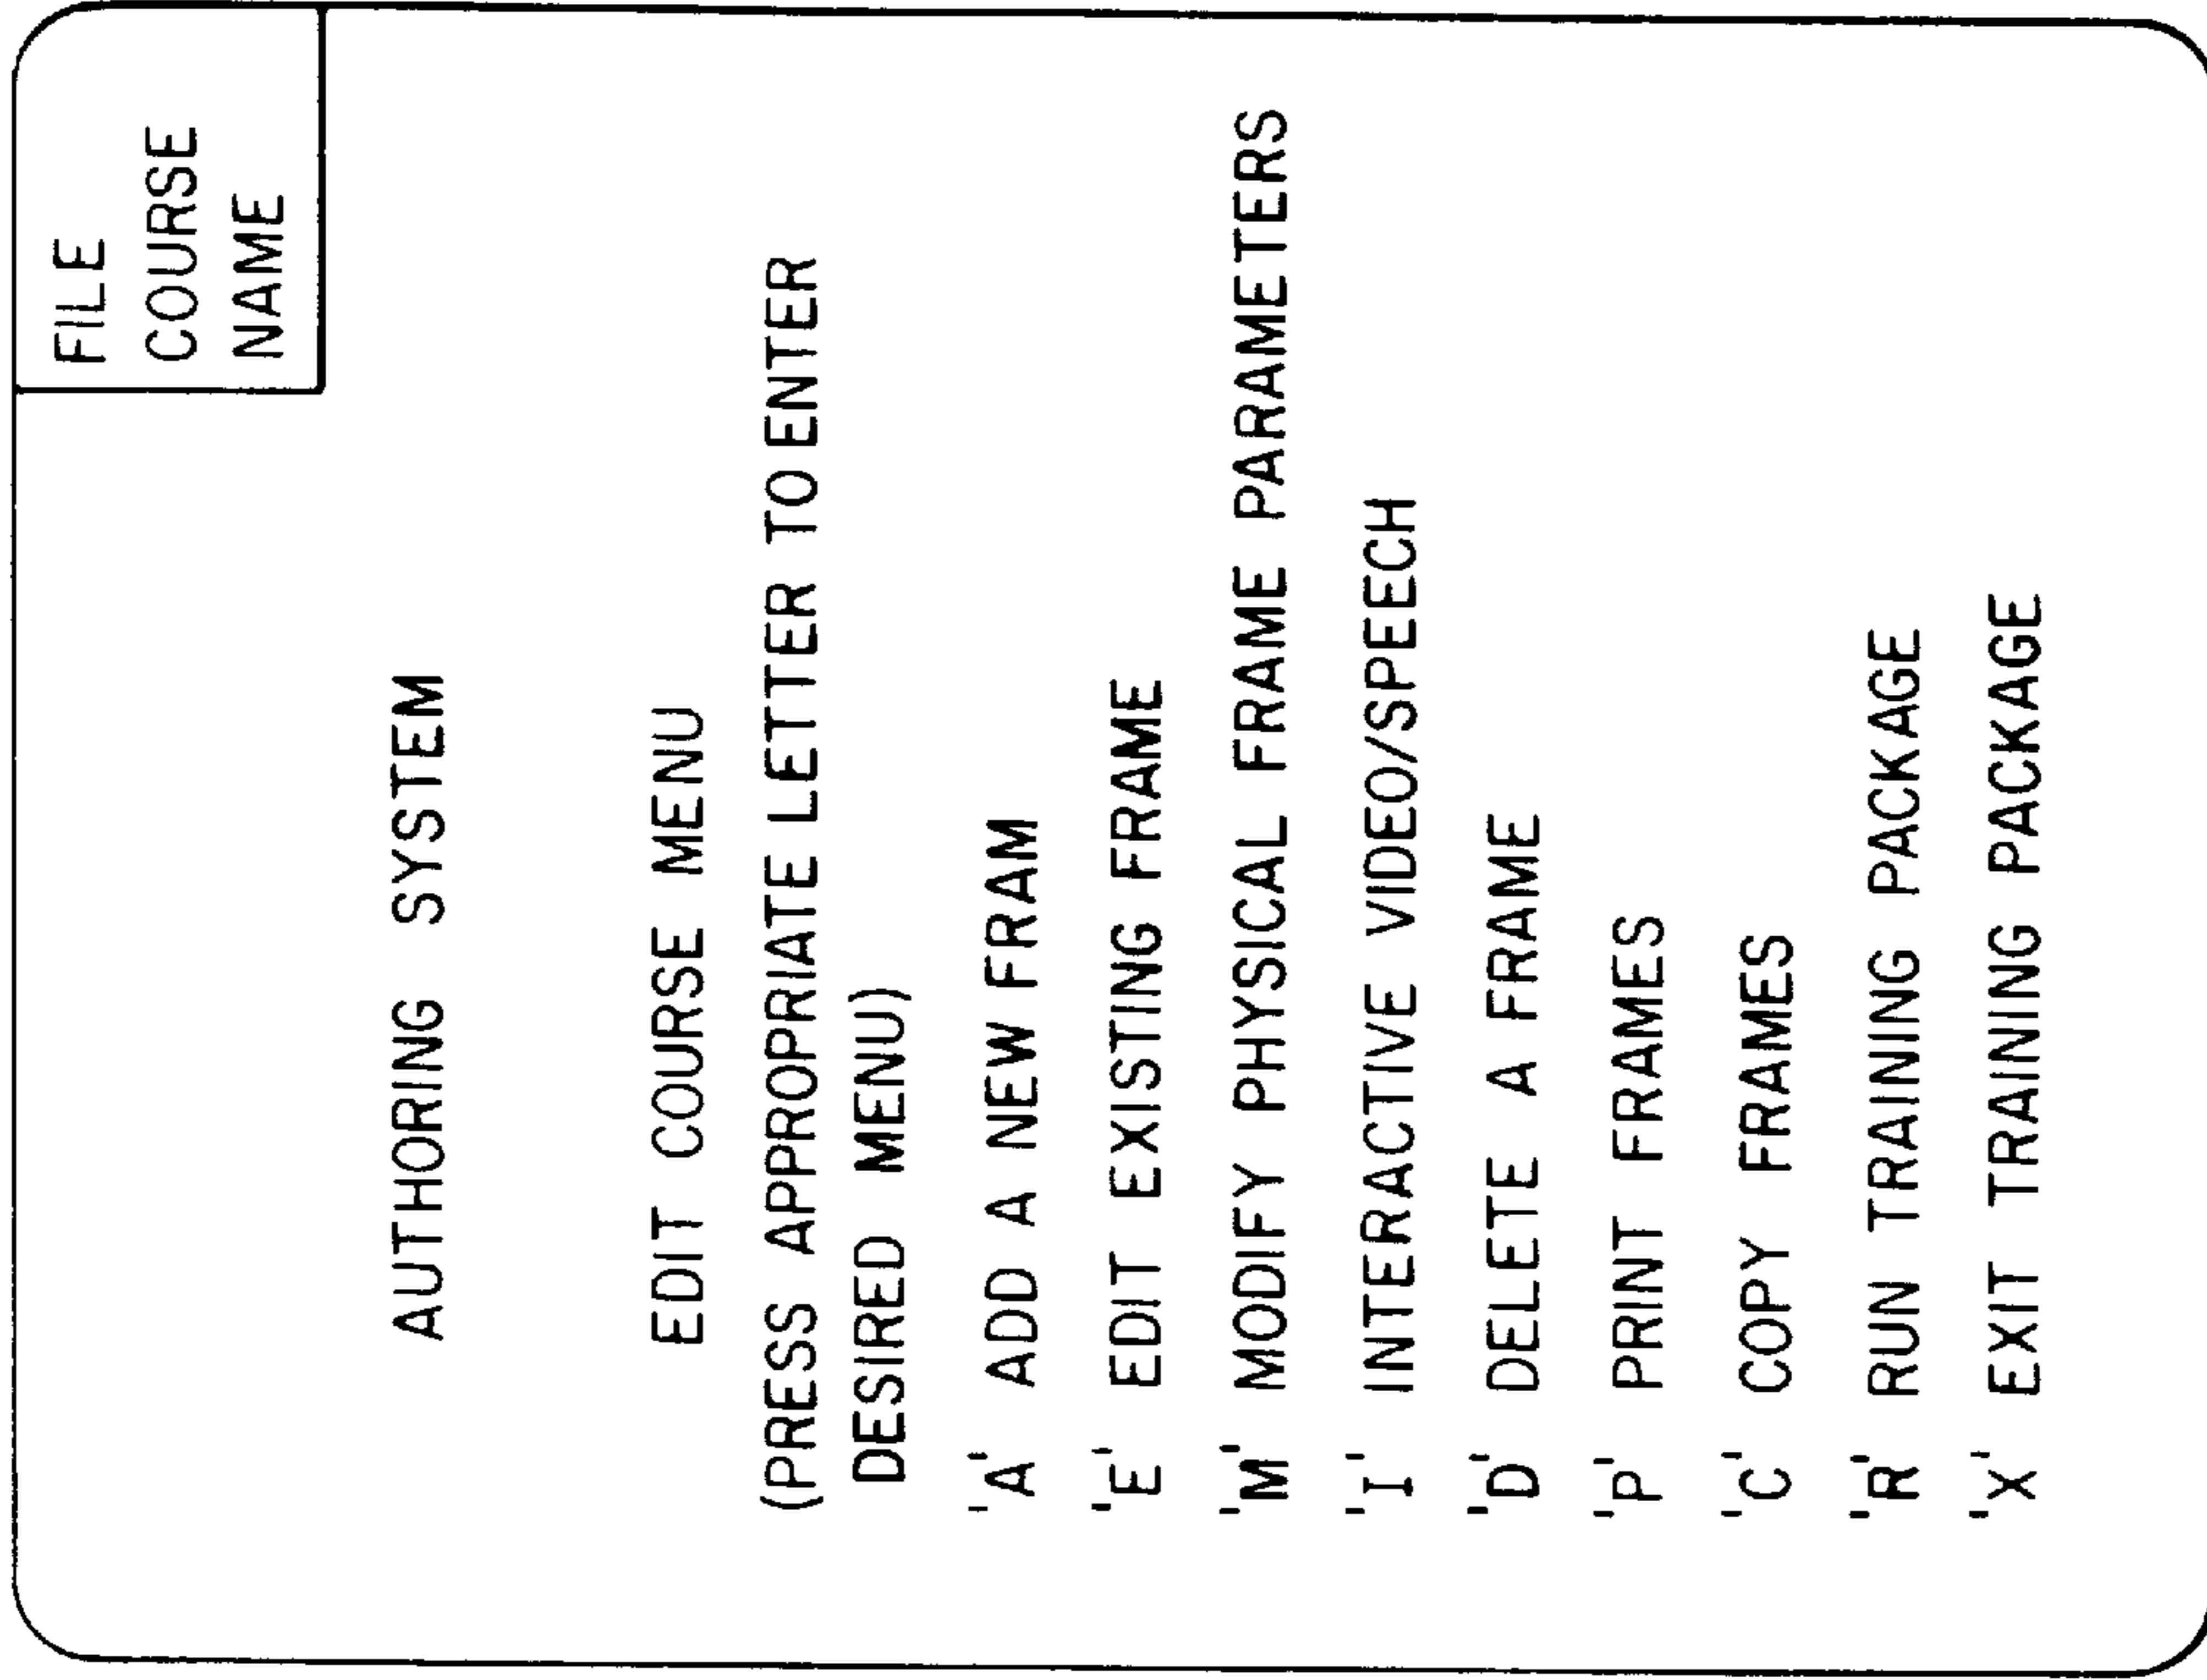 FILE
COURSE
NAME
AUTHORING SYSTEM
EDIT COURSE MENU
(PRESS APPROPRIATE LETTER TO ENTER
DESIRED MENU)
'A' ADD A NEW FRAM
'E' EDIT EXISTING FRAME
'M' MODIFY PHYSICAL FRAME PARAMETERS
'I' INTERACTIVE VIDEO/SPEECH
'D' DELETE A FRAME
'P' PRINT FRAMES
'C' COPY FRAMES
'R' RUN TRAINING PACKAGE
'X' EXIT TRAINING PACKAGE